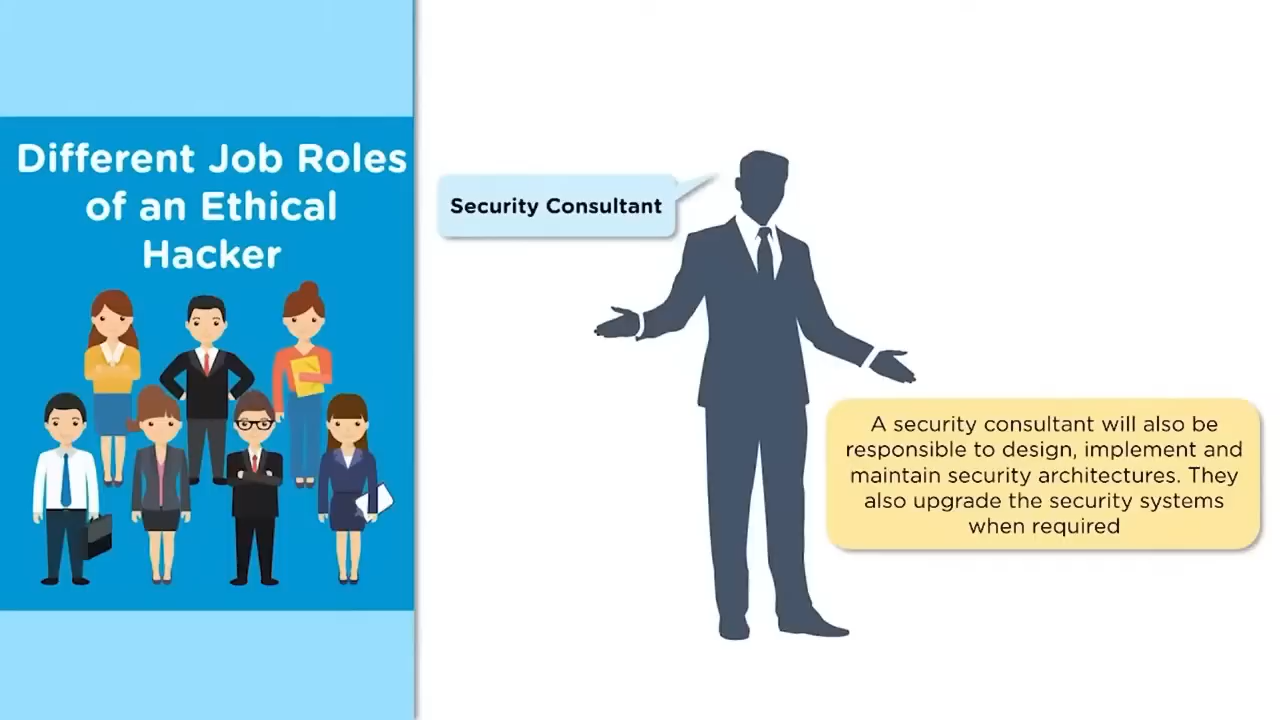 Different Job Roles
of an Ethical
Hacker
Security Consultant
A security consultant will also be
responsible to design, implement and
maintain security architectures. They
also upgrade the security systems
when required